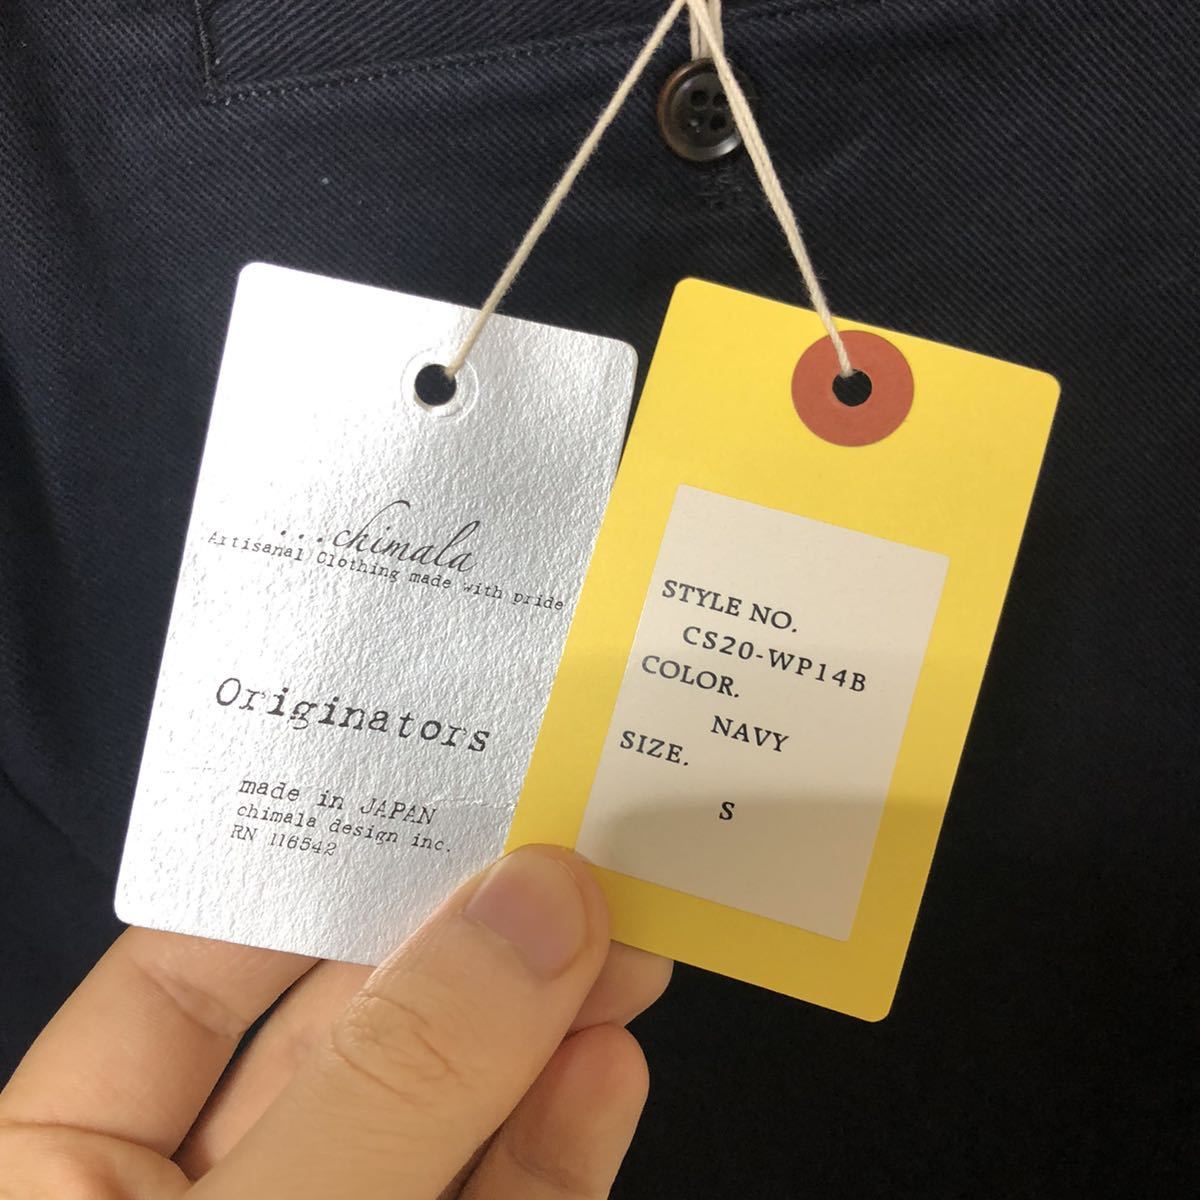 ...chimala
Artisanal Clothing made with pride
Originators
made in JAPAN
chimala design inc.
RN 116542
STYLE NO.
CS20-WP14B
COLOR.
NAVY
SIZE.
S